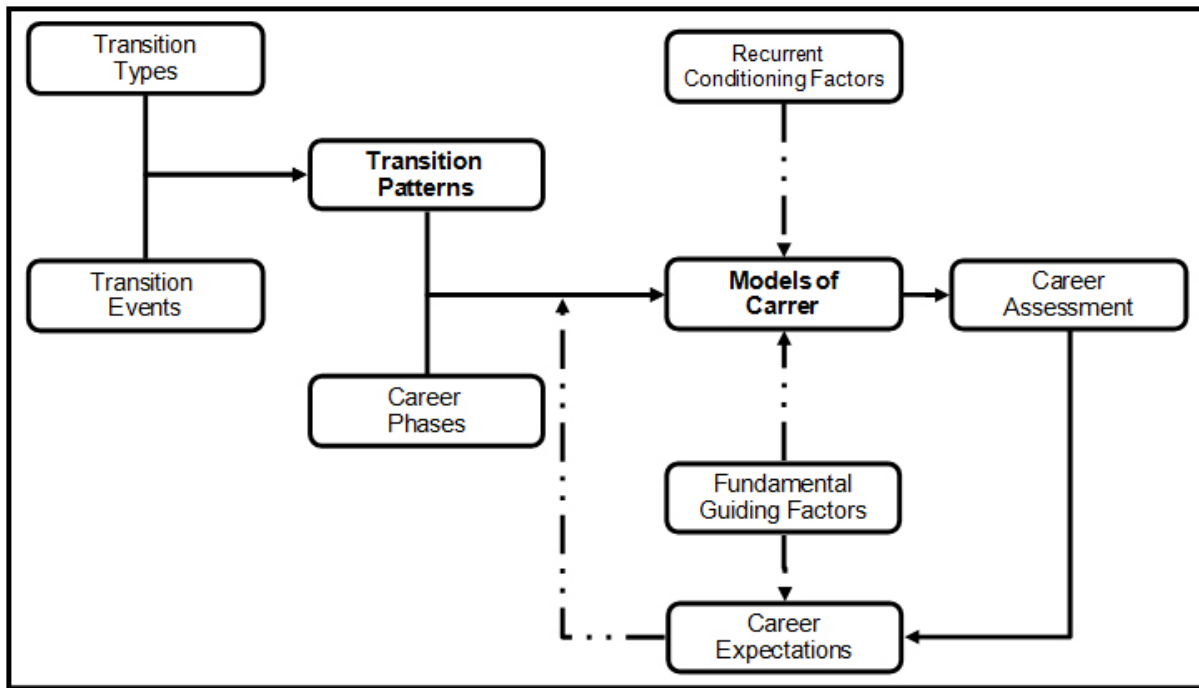 Transition
Types
Recurrent
Conditioning Factors
Transition
Patterns
Transition
Events
Models of
Carrer
Career
Assessment
Career
Phases
Fundamental
Guiding Factors
Career
Expectations